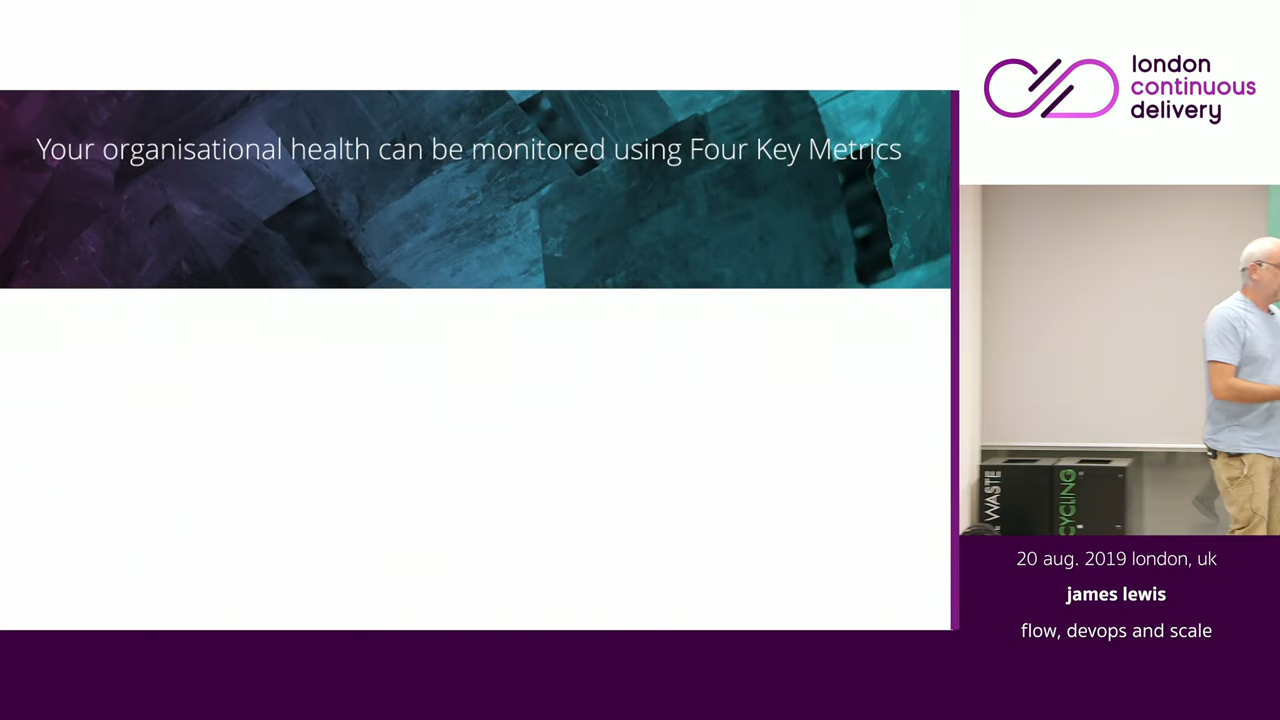 Your organisational health can be monitored using Four Key Metrics
london
continuous
delivery
WASTE
CYCLING
20 aug. 2019 london, uk
james lewis
flow, devops and scale